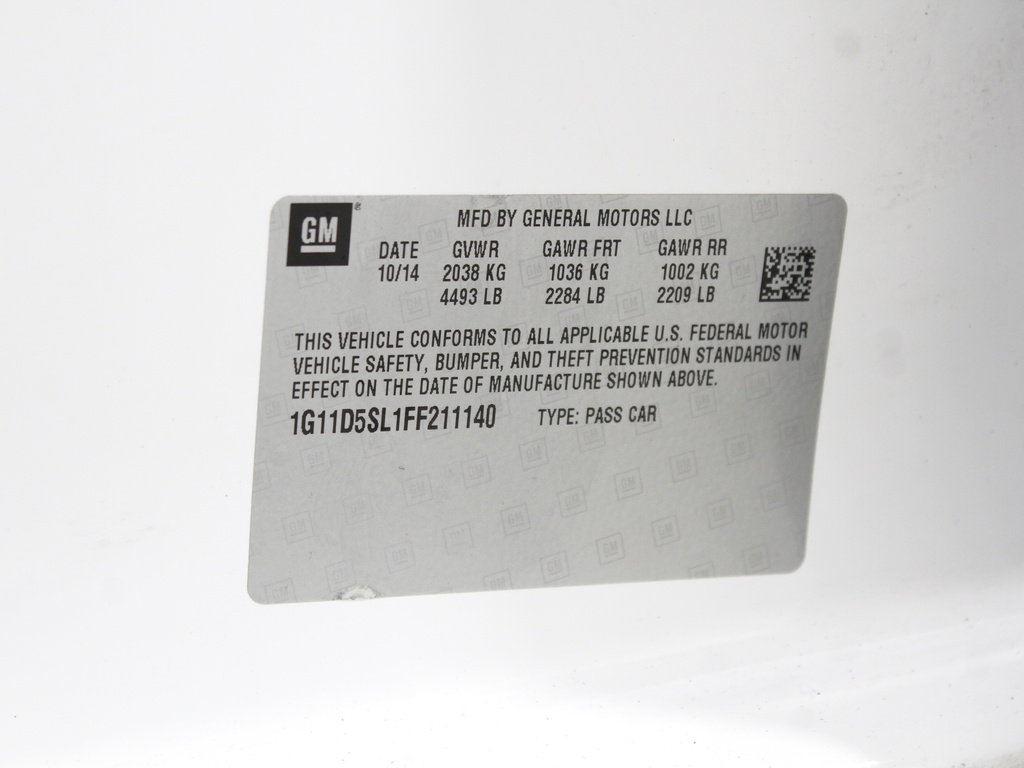 GM
MFD BY GENERAL MOTORS LLC
DATE GVWR GAWR FRT GAWR RR
10/14 2038 KG 1036 KG 1002 KG
4493 LB 2284 LB 2209 LB
THIS VEHICLE CONFORMS TO ALL APPLICABLE U.S. FEDERAL MOTOR
VEHICLE SAFETY, BUMPER, AND THEFT PREVENTION STANDARDS IN
EFFECT ON THE DATE OF MANUFACTURE SHOWN ABOVE.
1G11D5SL1FF211140 TYPE: PASS CAR